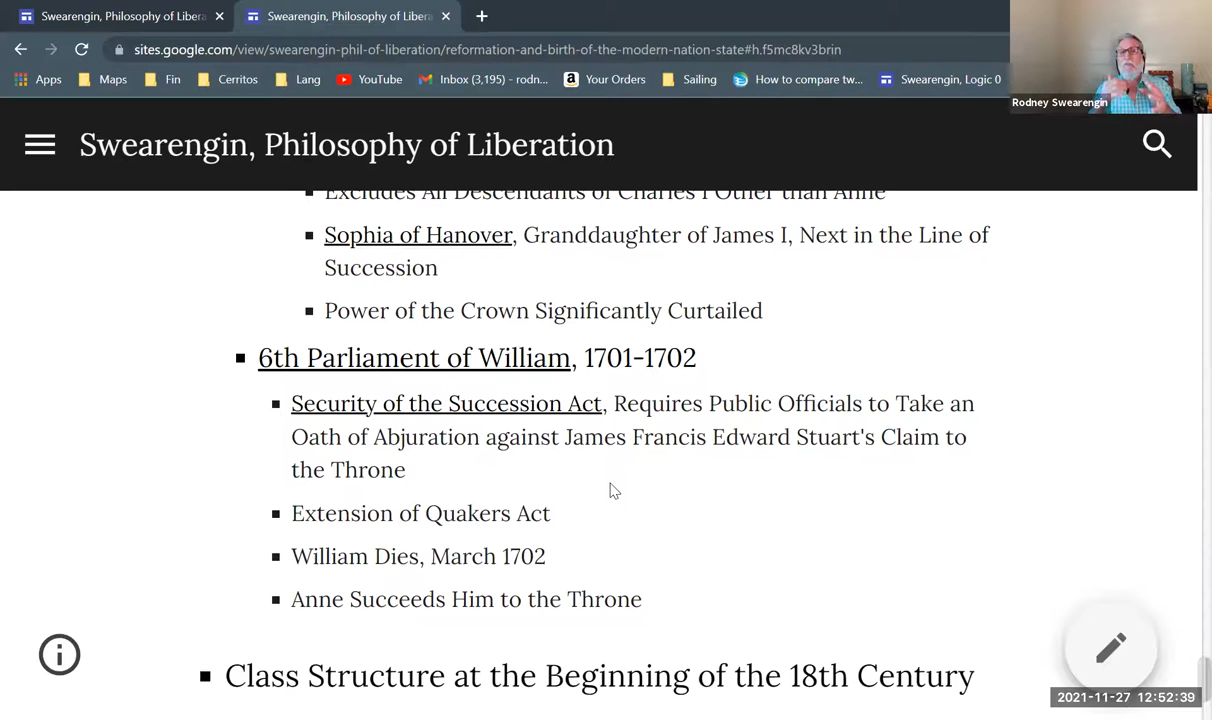 Swearengin, Philosophy of Libera
Swearengin, Philosophy of Libera
sites.google.com/view/swearengin-phil-of-liberation/reformation-and-birth-of-the-modern-nation-state#h.f5mc8kv3brin
Apps Maps Fin Cerritos Lang YouTube Inbox (3,195) - rodn... Your Orders Sailing How to compare tw... Swearengin, Logic 0
Rodney Swearengin
Swearengin, Philosophy of Liberation
Excludes All Descendants of Charles I Other than Anne
Sophia of Hanover, Granddaughter of James I, Next in the Line of
Succession
Power of the Crown Significantly Curtailed
6th Parliament of William, 1701-1702
Security of the Succession Act, Requires Public Officials to Take an
Oath of Abjuration against James Francis Edward Stuart's Claim to
the Throne
Extension of Quakers Act
William Dies, March 1702
Anne Succeeds Him to the Throne
Class Structure at the Beginning of the 18th Century
2021-11-27 12:52:39